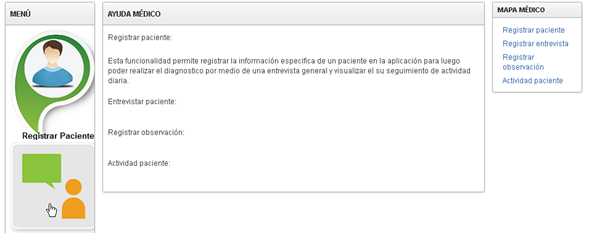 MENÚ
Registrar Paciente
AYUDA MÉDICO
Registrar paciente:
Esta funcionalidad permite registrar la información especifica de un paciente en la aplicación para luego
poder realizar el diagnostico por medio de una entrevista general y visualizar el su seguimiento de actividad
diaria.
Entrevistar paciente:
Registrar observación:
Actividad paciente:
MAPA MÉDICO
Registrar paciente
Registrar entrevista
Registrar
observación
Actividad paciente